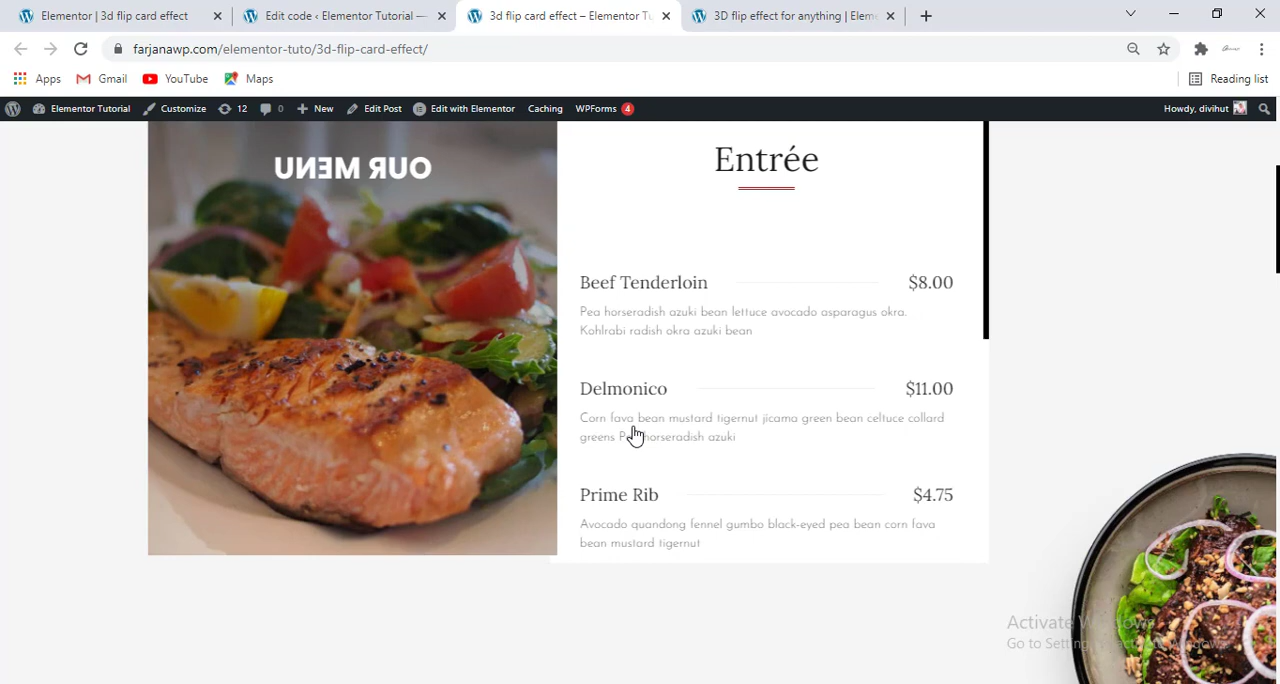 Elementor | 3d flip card effect
Edit code ‹ Elementor Tutorial —
3d flip card effect – Elementor Tu
3D flip effect for anything | Elem
farjanawp.com/elementor-tuto/3d-flip-card-effect/
Apps
Gmail
YouTube
Maps
Reading list
Elementor Tutorial
Customize
12
0
New
Edit Post
Edit with Elementor
Caching
WPForms 4
Howdy, divihut
OUR MENU
Entrée
Beef Tenderloin $8.00
Pea horseradish azuki bean lettuce avocado asparagus okra.
Kohlrabi radish okra azuki bean
Delmonico $11.00
Corn fava bean mustard tigernut jicama green bean celtuce collard
greens horseradish azuki
Prime Rib $4.75
Avocado quandong fennel gumbo black-eyed pea bean corn fava
bean mustard tigernut
Activate Windows
Go to Settings to activate Windows.